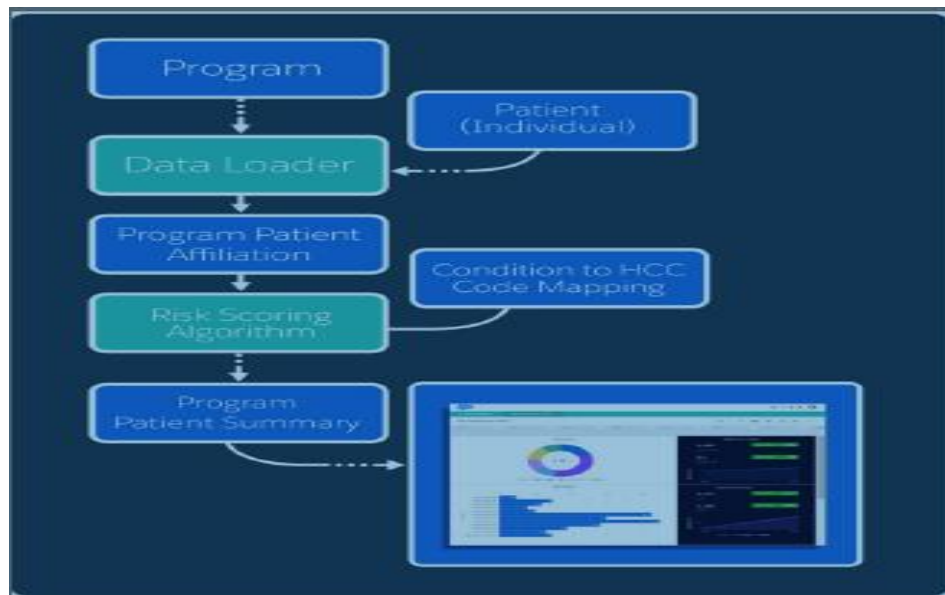 Program
Patient
(Individual)
Data Loader
Program Patient
Affiliation
Condition to HCC
Code Mapping
Risk Scoring
Algorithm
Program
Patient Summary